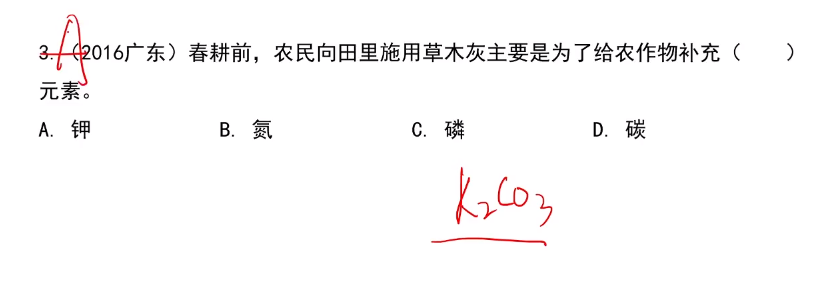 3. (2016广东)春耕前，农民向田里施用草木灰主要是为了给农作物补充（　　）
元素。
A. 钾 B. 氮 C. 磷 D. 碳
A
K₂CO₃